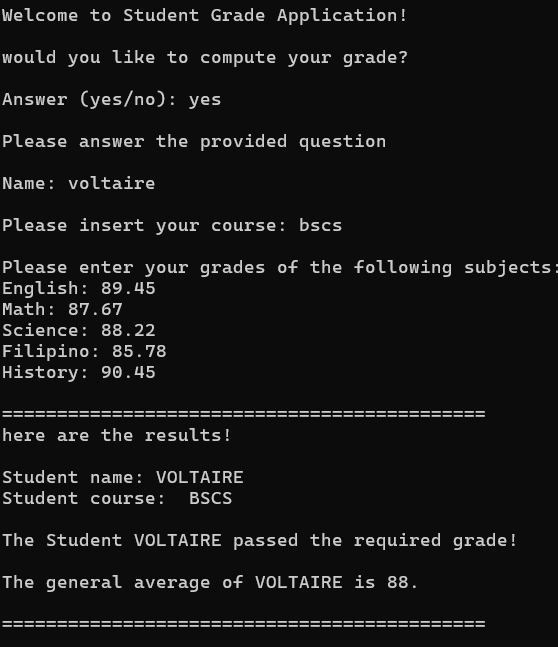 Welcome to Student Grade Application!
would you like to compute your grade?
Answer (yes/no): yes
Please answer the provided question
Name: voltaire
Please insert your course: bscs
Please enter your grades of the following subjects:
English: 89.45
Math: 87.67
Science: 88.22
Filipino: 85.78
History: 90.45
============================================
here are the results!
Student name: VOLTAIRE
Student course:  BSCS
The Student VOLTAIRE passed the required grade!
The general average of VOLTAIRE is 88.
============================================